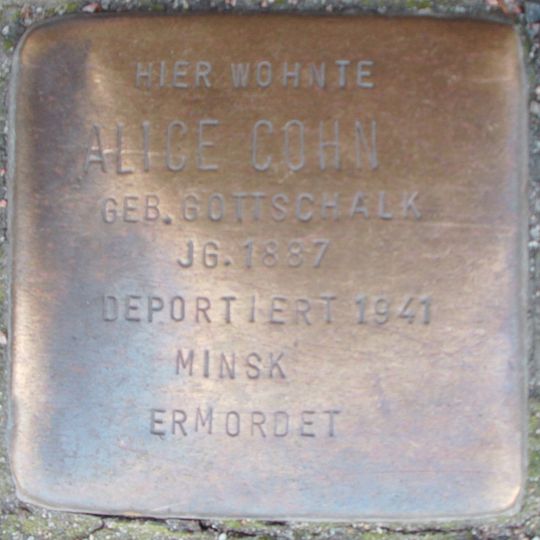 HIER WOHNTE
ALICE COHN
GEB. GOTTSCHALK
JG. 1887
DEPORTIERT 1941
MINSK
ERMORDET